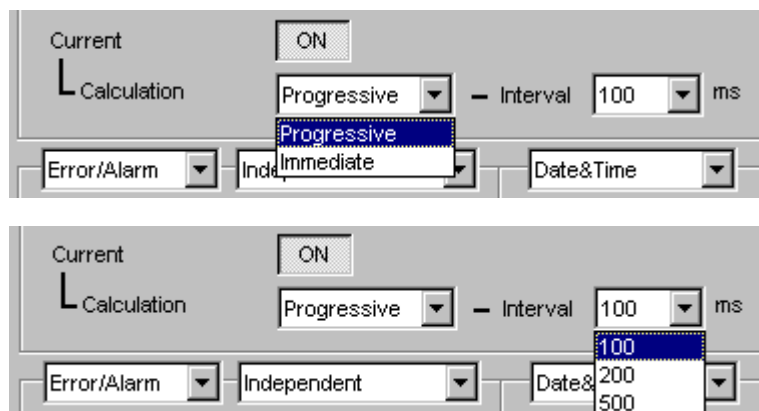 Current ON
Calculation Progressive Interval 100 ms
Progressive
Immediate
Error/Alarm Date&Time
Current ON
Calculation Progressive Interval 100 ms
100
Error/Alarm Independent 200
500